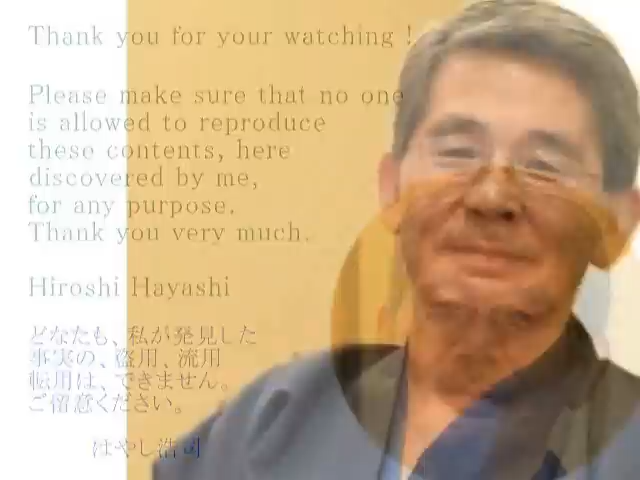 Thank you for your watching !
Please make sure that no one
is allowed to reproduce
these contents, here
discovered by me,
for any purpose.
Thank you very much.
Hiroshi Hayashi
どなたも、私が発見した
事実の、盗用、流用
転用は、できません。
ご留意ください。
はやし浩司